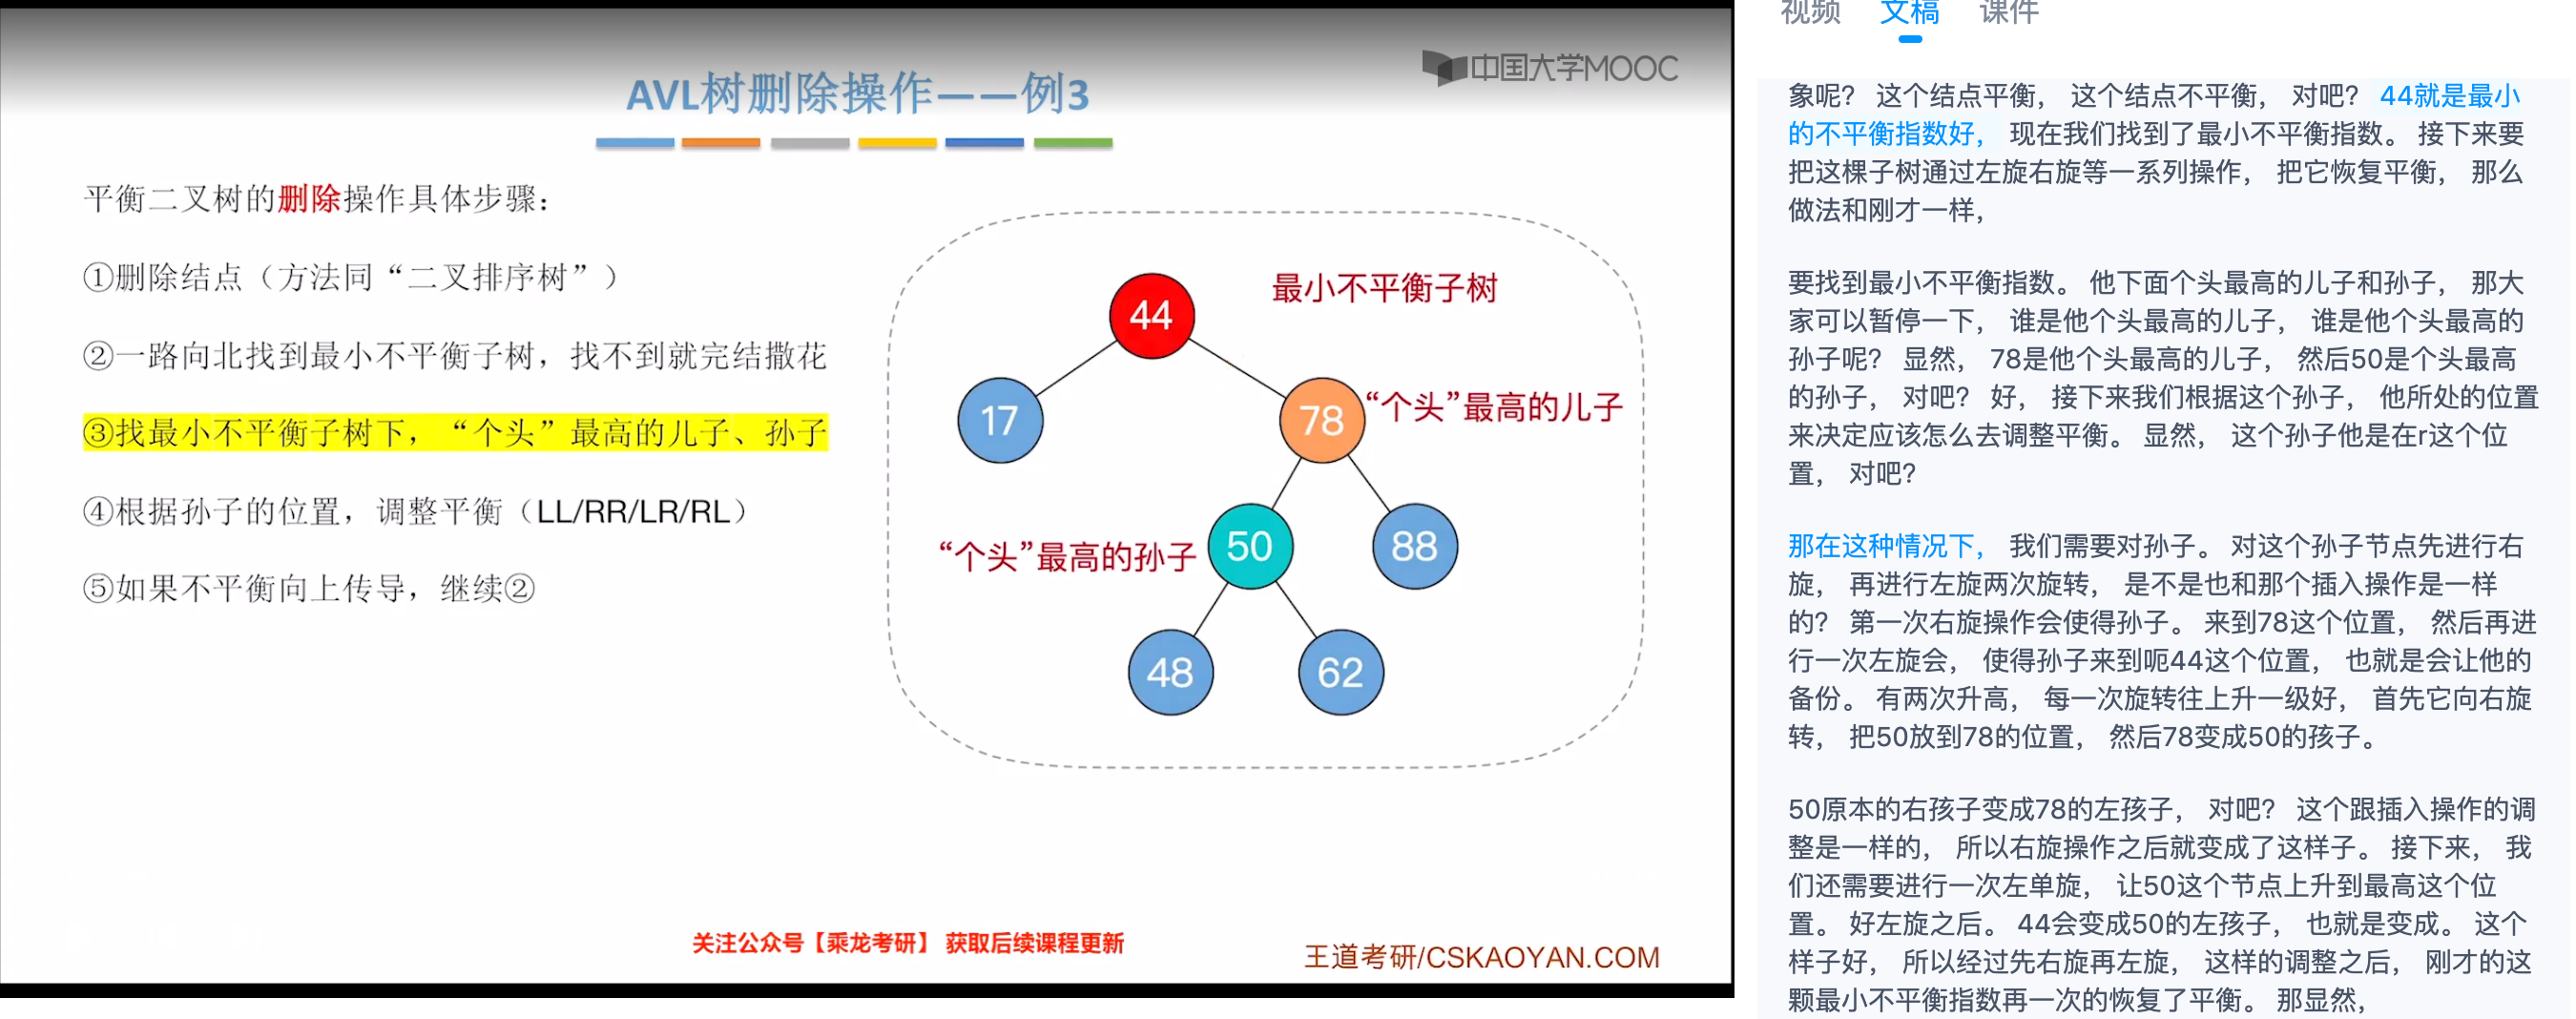 中国大学MOOC
AVL树删除操作——例3
平衡二叉树的删除操作具体步骤：
①删除结点（方法同“二叉排序树”）
②一路向北找到最小不平衡子树，找不到就完结撒花
③找最小不平衡子树下，“个头”最高的儿子、孙子
④根据孙子的位置，调整平衡（LL/RR/LR/RL）
⑤如果不平衡向上传导，继续②
44
最小不平衡子树
17
78
“个头”最高的儿子
“个头”最高的孙子
50
88
48
62
关注公众号【乘龙考研】 获取后续课程更新
王道考研/CSKAOYAN.COM
视频 文稿 课件
象呢？ 这个结点平衡， 这个结点不平衡， 对吧？ 44就是最小
的不平衡指数好， 现在我们找到了最小不平衡指数。 接下来要
把这棵子树通过左旋右旋等一系列操作， 把它恢复平衡， 那么
做法和刚才一样，
要找到最小不平衡指数。 他下面个头最高的儿子和孙子， 那大
家可以暂停一下， 谁是他个头最高的儿子， 谁是他个头最高的
孙子呢？ 显然， 78是他个头最高的儿子， 然后50是个头最高
的孙子， 对吧？ 好， 接下来我们根据这个孙子， 他所处的位置
来决定应该怎么去调整平衡。 显然， 这个孙子他是在r这个位
置， 对吧？
那在这种情况下， 我们需要对孙子。 对这个孙子节点先进行右
旋， 再进行左旋两次旋转， 是不是也和那个插入操作是一样
的？ 第一次右旋操作会使得孙子。 来到78这个位置， 然后再进
行一次左旋会， 使得孙子来到呃44这个位置， 也就是会让他的
备份。 有两次升高， 每一次旋转往上升一级好， 首先它向右旋
转， 把50放到78的位置， 然后78变成50的孩子。
50原本的右孩子变成78的左孩子， 对吧？ 这个跟插入操作的调
整是一样的， 所以右旋操作之后就变成了这样子。 接下来， 我
们还需要进行一次左单旋， 让50这个节点上升到最高这个位
置。 好左旋之后。 44会变成50的左孩子， 也就是变成。 这个
样子好， 所以经过先右旋再左旋， 这样的调整之后， 刚才的这
颗最小不平衡指数再一次的恢复了平衡。 那显然，